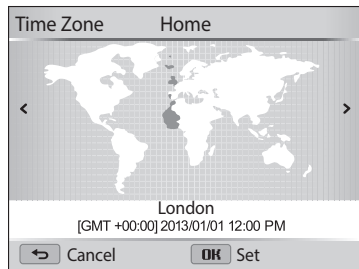 Time Zone Home
London
[GMT +00:00] 2013/01/01 12:00 PM
Cancel OK Set